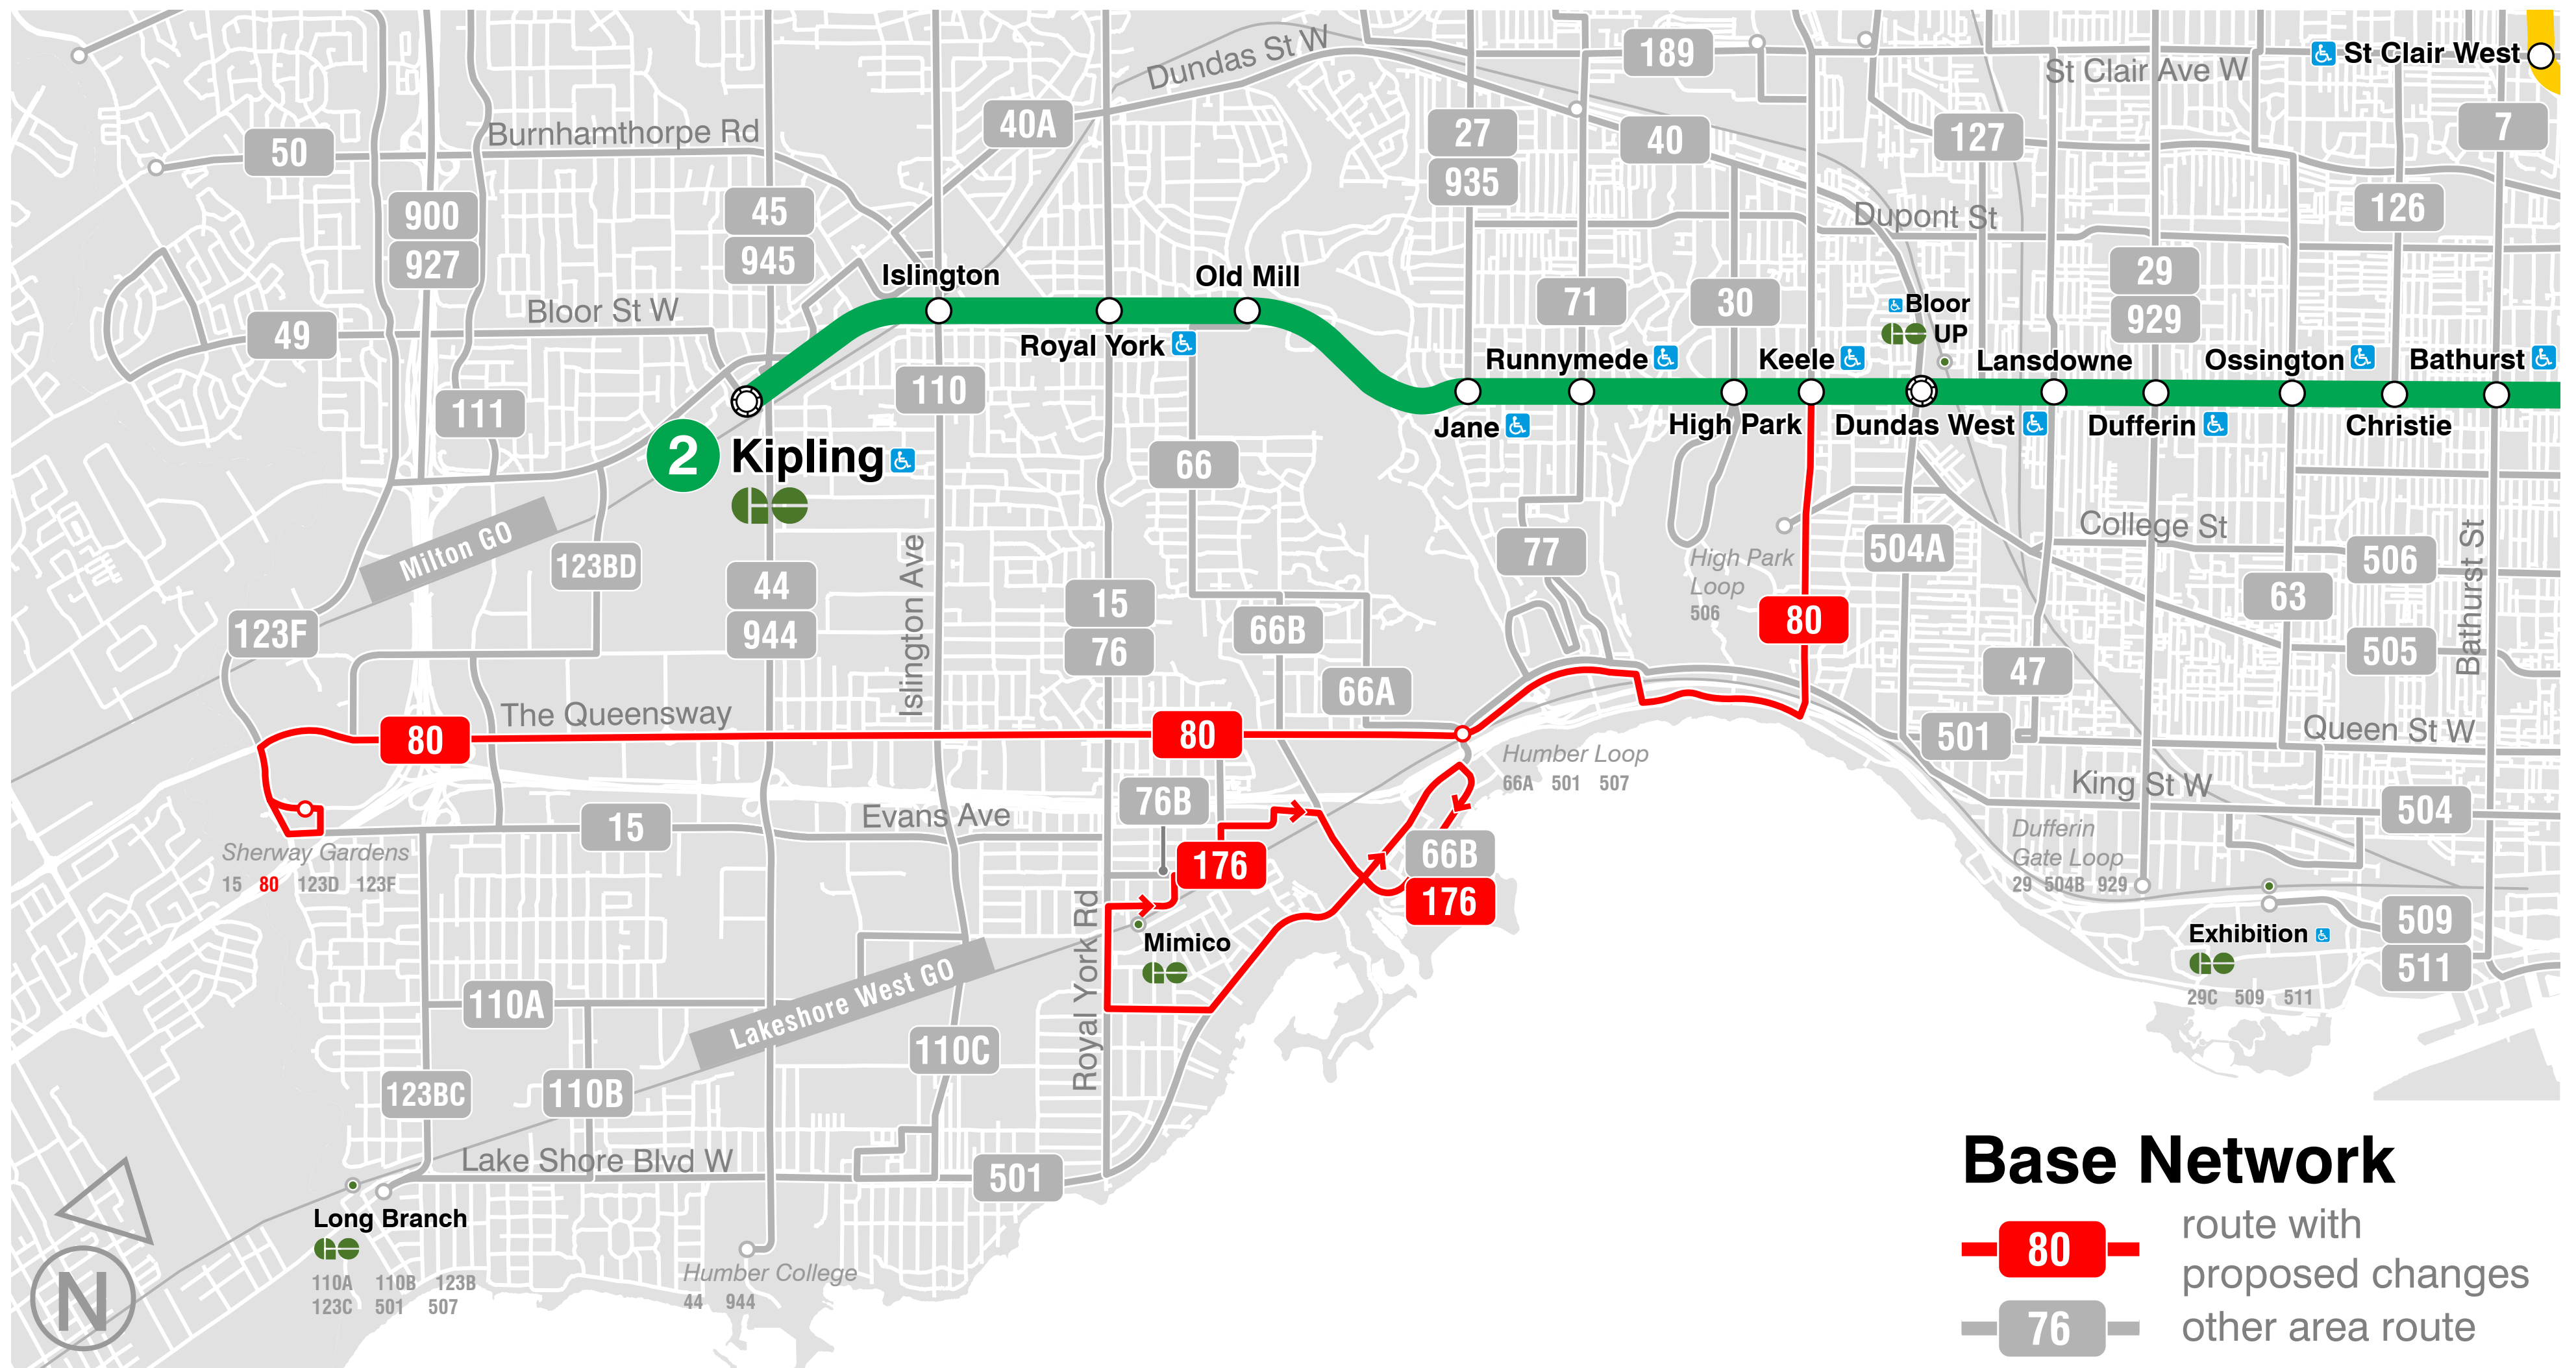 Dundas St W
189
St Clair Ave W
St Clair West
50
Burnhamthorpe Rd
40A
27
935
40
127
7
900
927
45
945
Dupont St
126
Islington
Old Mill
71
30
29
929
49
Bloor St W
Royal York
Bloor
UP
Runnymede
Keele
Lansdowne
Ossington
Bathurst
111
110
Jane
High Park
Dundas West
Dufferin
Christie
2
Kipling
66
Milton GO
123BD
44
944
Islington Ave
15
76
77
High Park
Loop
506
504A
College St
506
Bathurst St
63
123F
66B
80
505
66A
47
80
The Queensway
80
501
Queen St W
Humber Loop
66A 501 507
76B
King St W
504
15
Evans Ave
Sherway Gardens
15 80 123D 123F
176
66B
176
Dufferin
Gate Loop
29 504B 929
Royal York Rd
Mimico
Exhibition
29C 509 511
509
511
110A
Lakeshore West GO
110C
123BC
110B
Lake Shore Blvd W
501
Long Branch
110A 110B 123B
123C 501 507
Humber College
44 944
N
Base Network
80
route with
proposed changes
76
other area route